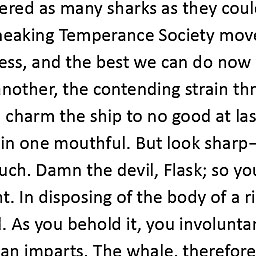 ered as many sharks as they coul
neaking Temperance Society move
ess, and the best we can do now
nother, the contending strain thr
charm the ship to no good at las
in one mouthful. But look sharp—
uch. Damn the devil, Flask; so you
nt. In disposing of the body of a ri
. As you behold it, you involuntar
an imparts. The whale, therefore